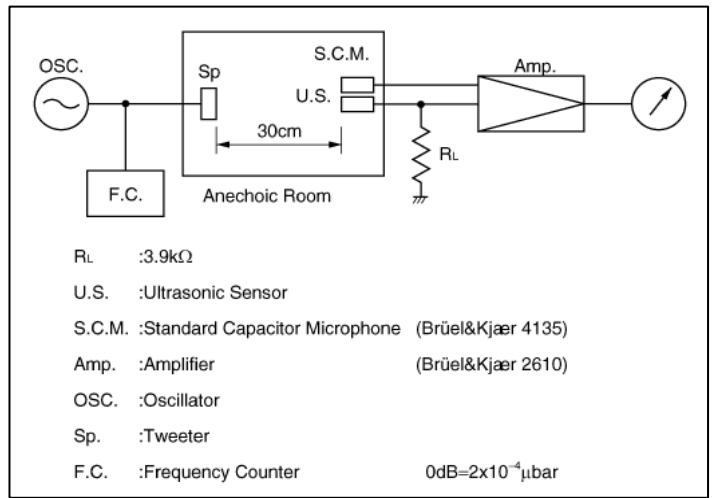 OSC.
Sp
S.C.M.
U.S.
Amp.
30cm
RL
F.C.
Anechoic Room
RL :3.9kΩ
U.S. :Ultrasonic Sensor
S.C.M. :Standard Capacitor Microphone (Brüel&Kjær 4135)
Amp. :Amplifier (Brüel&Kjær 2610)
OSC. :Oscillator
Sp. :Tweeter
F.C. :Frequency Counter 0dB=2x10⁻⁴μbar